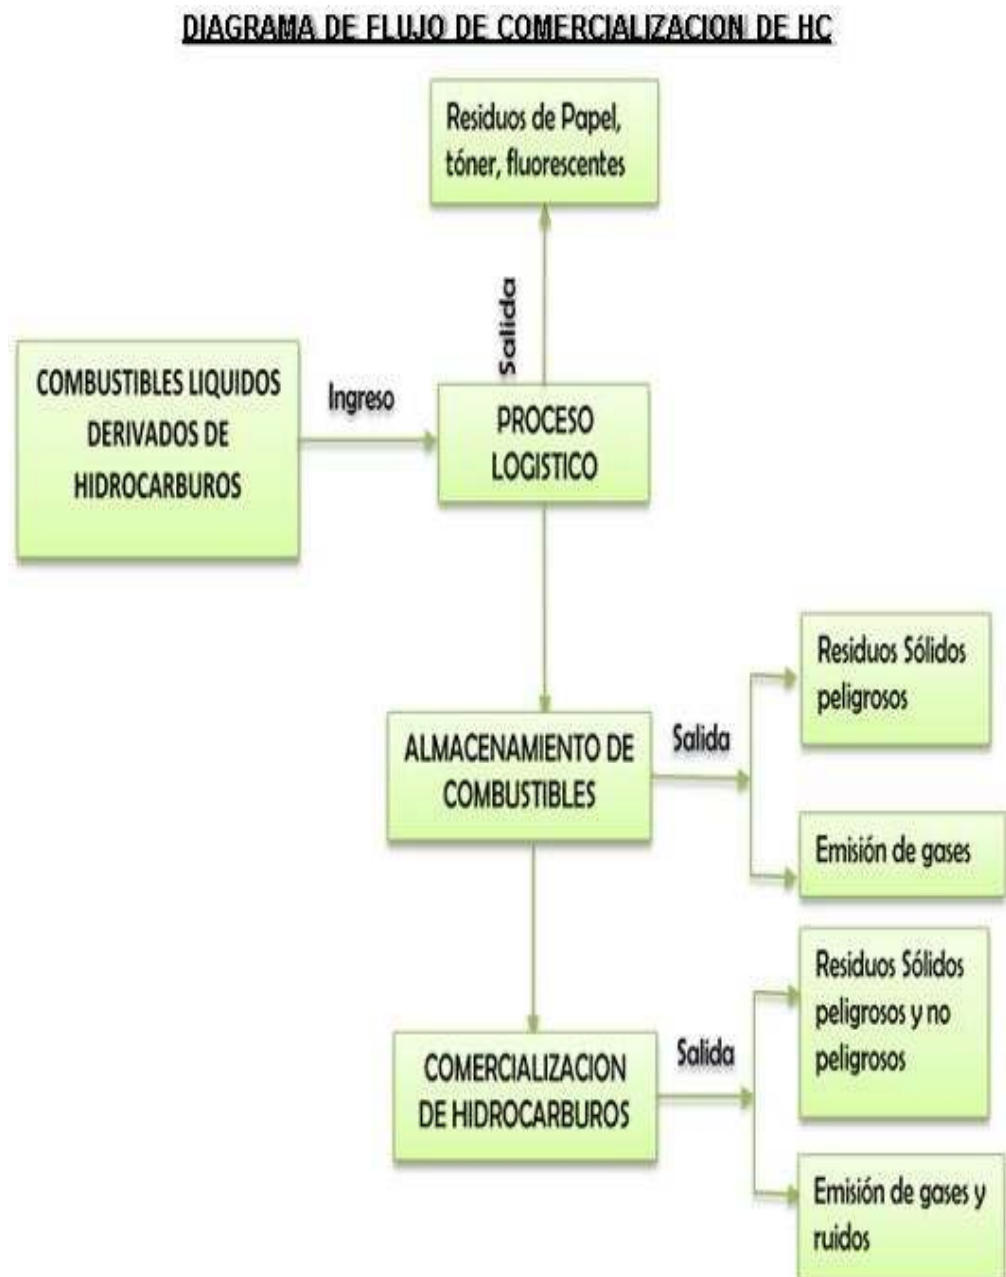 DIAGRAMA DE FLUJO DE COMERCIALIZACION DE HC
Residuos de Papel,
tóner, fluorescentes
Salida
COMBUSTIBLES LIQUIDOS
DERIVADOS DE
HIDROCARBUROS
Ingreso
PROCESO
LOGISTICO
Residuos Sólidos
peligrosos
ALMACENAMIENTO DE
COMBUSTIBLES
Salida
Emisión de gases
Residuos Sólidos
peligrosos y no
peligrosos
COMERCIALIZACION
DE HIDROCARBUROS
Salida
Emisión de gases y
ruidos